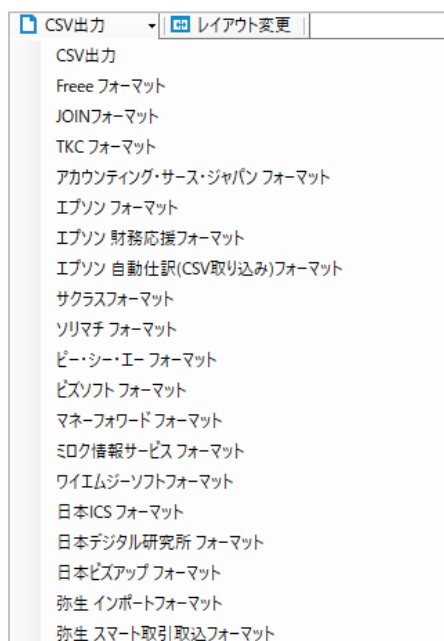 CSV出力 レイアウト変更
CSV出力
Freee フォーマット
JOINフォーマット
TKC フォーマット
アカウンティング・サース・ジャパン フォーマット
エプソン フォーマット
エプソン 財務応援フォーマット
エプソン 自動仕訳(CSV取り込み)フォーマット
サクラスフォーマット
ソリマチ フォーマット
ピー・シー・エー フォーマット
ビズソフト フォーマット
マネーフォワード フォーマット
ミロク情報サービス フォーマット
ワイエムジーソフトフォーマット
日本ICS フォーマット
日本デジタル研究所 フォーマット
日本ビズアップ フォーマット
弥生 インポートフォーマット
弥生 スマート取引取込フォーマット